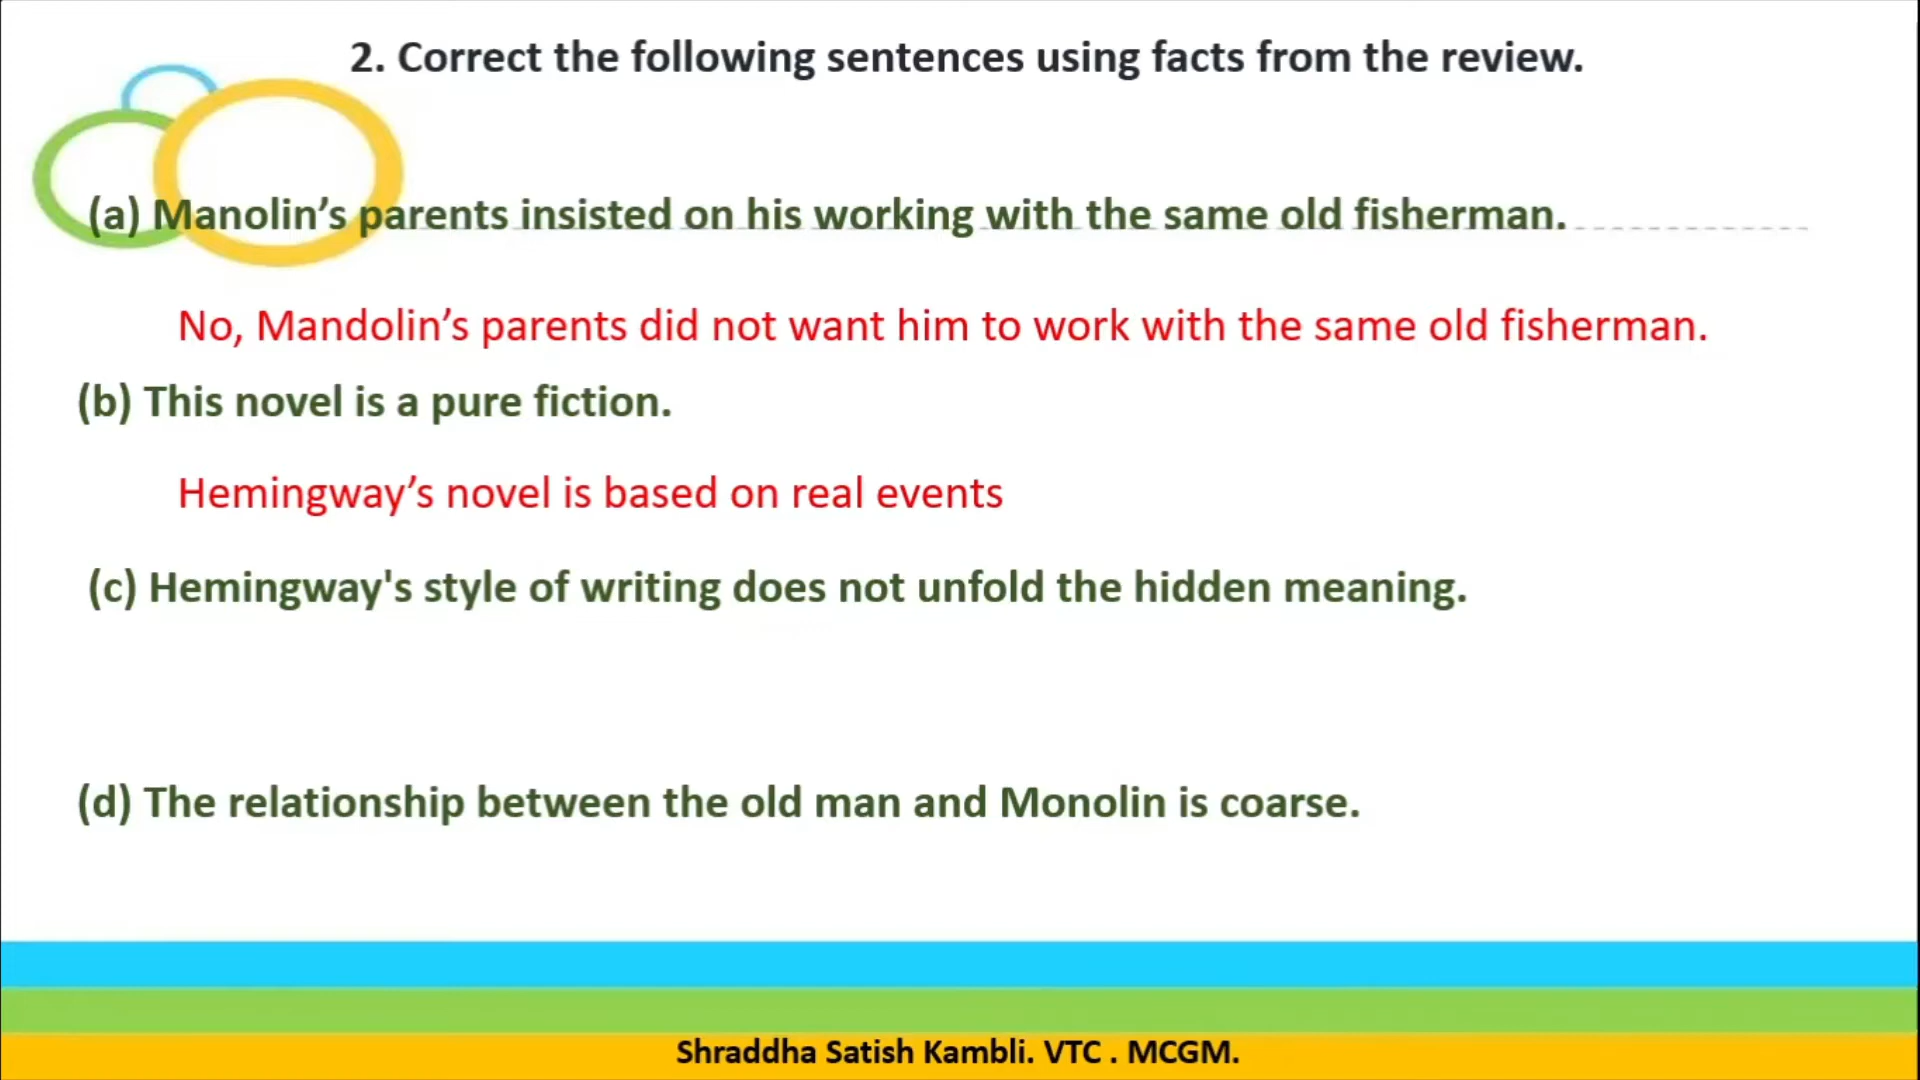 2. Correct the following sentences using facts from the review.
(a) Manolin’s parents insisted on his working with the same old fisherman.
No, Mandolin’s parents did not want him to work with the same old fisherman.
(b) This novel is a pure fiction.
Hemingway’s novel is based on real events
(c) Hemingway's style of writing does not unfold the hidden meaning.
(d) The relationship between the old man and Monolin is coarse.
Shraddha Satish Kambli. VTC . MCGM.